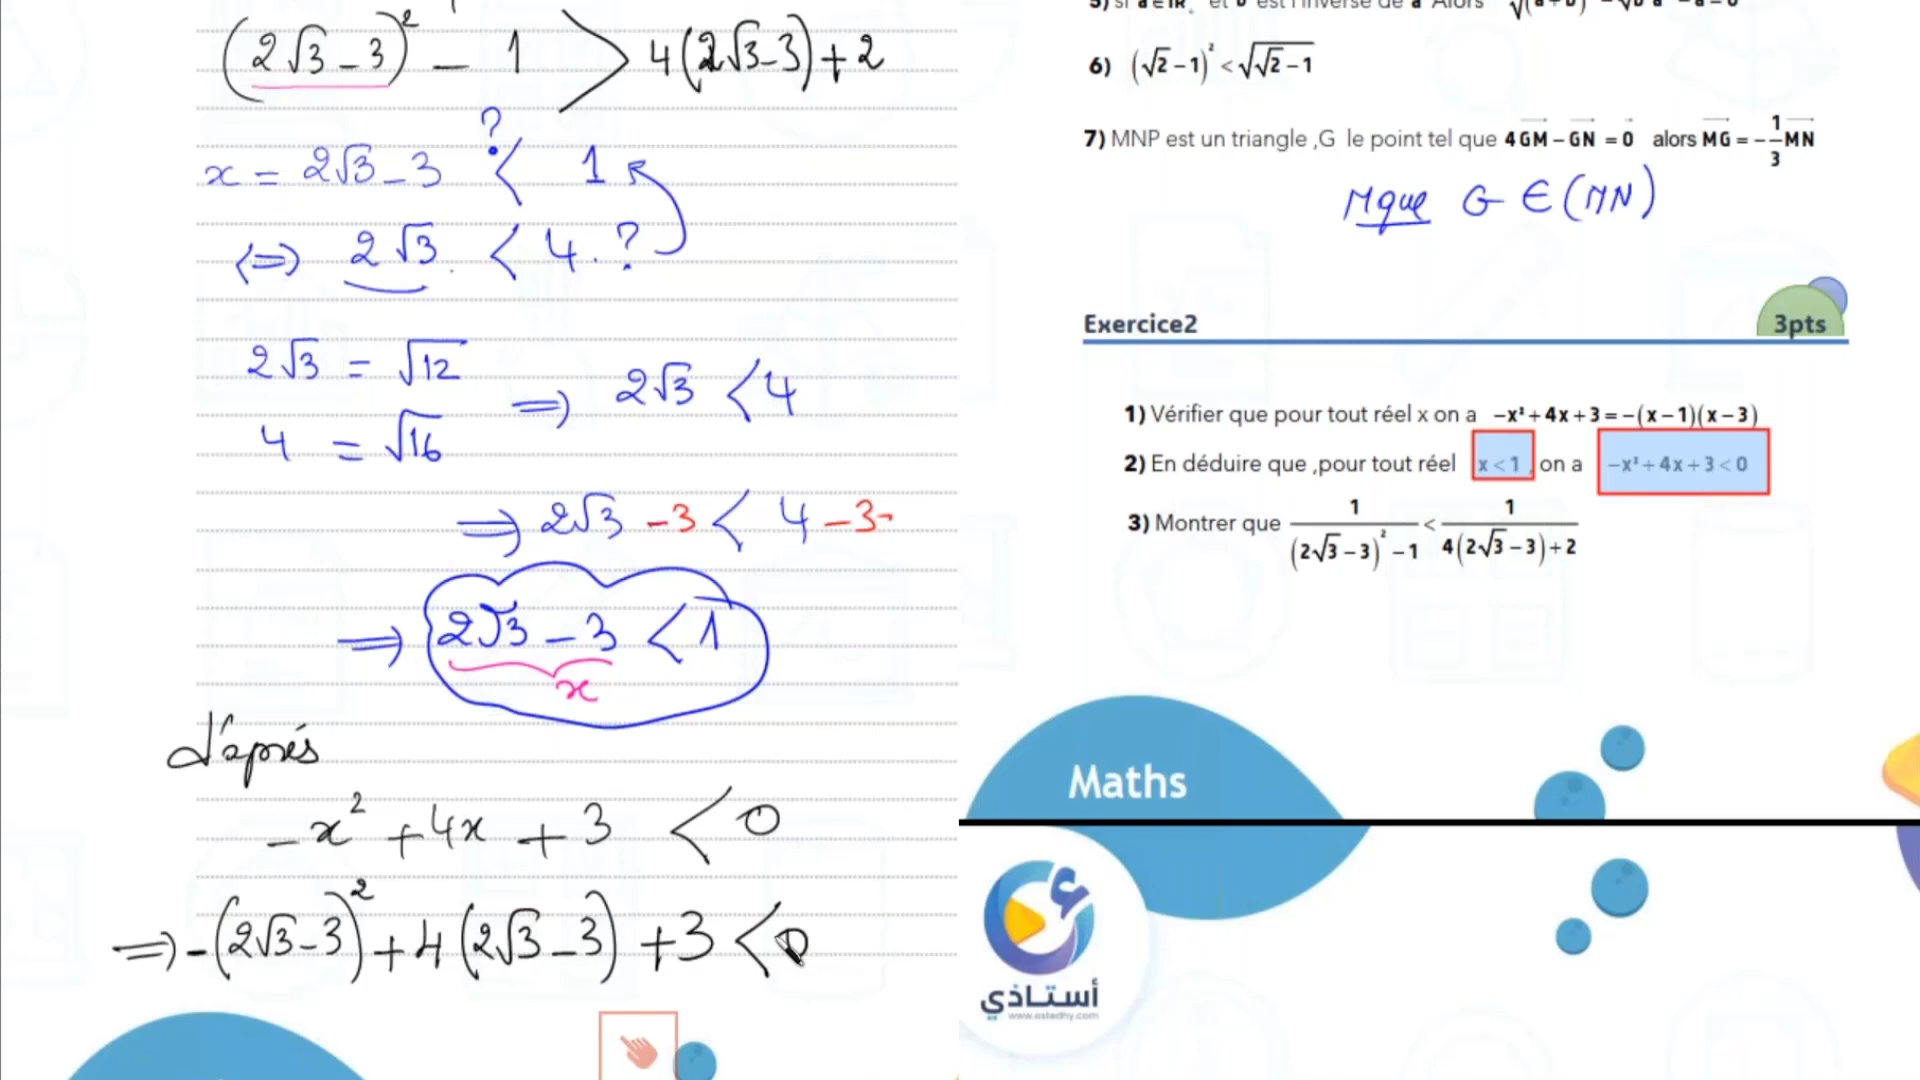 (2√3 - 3)² - 1 > 4(2√3 - 3) + 2
x = 2√3 - 3 ?< 1
⟺ 2√3 < 4 . ?
2√3 = √12
4 = √16
⟹ 2√3 < 4
⟹ 2√3 - 3 < 4 - 3
⟹ 2√3 - 3 < 1
x
d'après
-x² + 4x + 3 < 0
⟹ -(2√3 - 3)² + 4(2√3 - 3) + 3 < 0
6) (√2 - 1)² < √(√2 - 1)
7) MNP est un triangle ,G le point tel que 4GM - GN = 0 alors MG = -1/3 MN
Mque G ∈ (MN)
Exercice2
3pts
1) Vérifier que pour tout réel x on a -x² + 4x + 3 = -(x - 1)(x - 3)
2) En déduire que ,pour tout réel x < 1 , on a -x² + 4x + 3 < 0
3) Montrer que 1/((2√3 - 3)² - 1) < 1/(4(2√3 - 3) + 2)
Maths
أستاذي
www.ostedhy.com